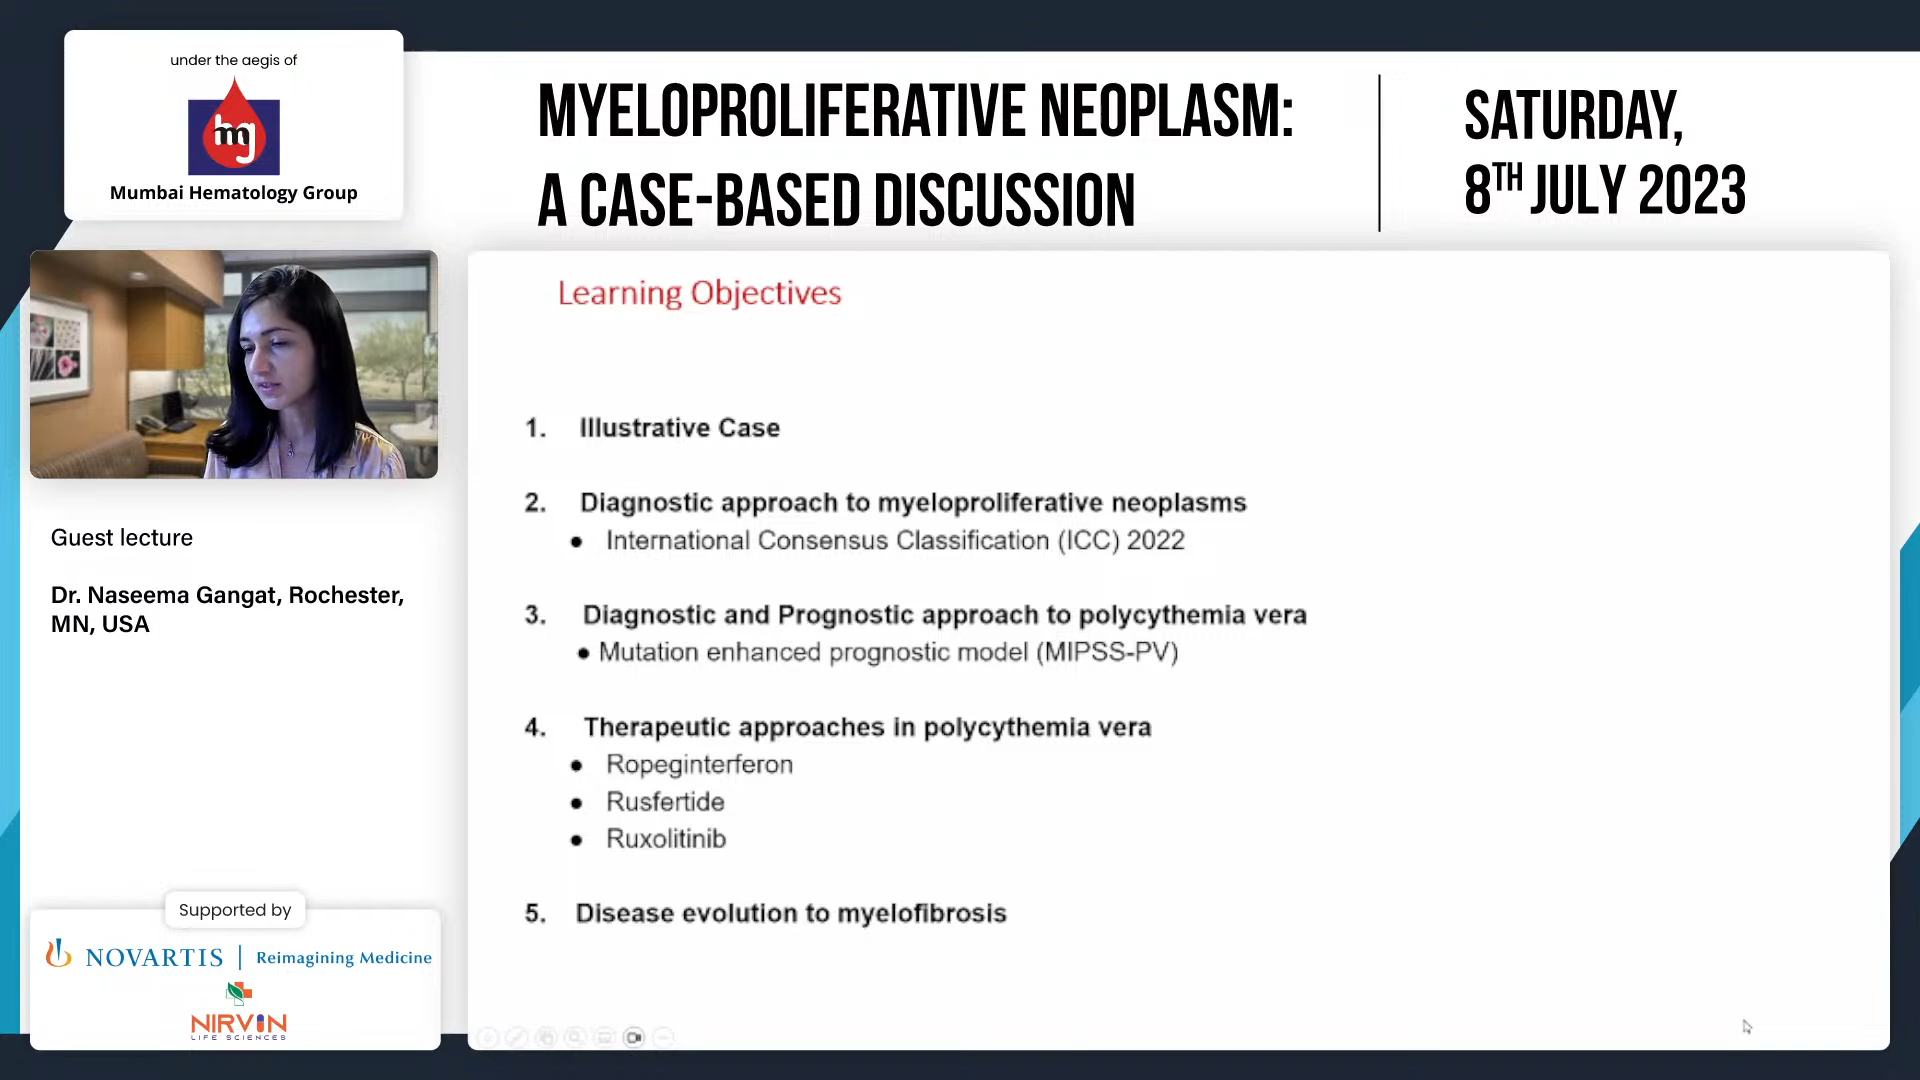 under the aegis of
mg
Mumbai Hematology Group
MYELOPROLIFERATIVE NEOPLASM:
A CASE-BASED DISCUSSION
SATURDAY,
8TH JULY 2023
Guest lecture
Dr. Naseema Gangat, Rochester,
MN, USA
Supported by
NOVARTIS | Reimagining Medicine
NIRVIN
LIFE SCIENCES
Learning Objectives
1. Illustrative Case
2. Diagnostic approach to myeloproliferative neoplasms
● International Consensus Classification (ICC) 2022
3. Diagnostic and Prognostic approach to polycythemia vera
● Mutation enhanced prognostic model (MIPSS-PV)
4. Therapeutic approaches in polycythemia vera
● Ropeginterferon
● Rusfertide
● Ruxolitinib
5. Disease evolution to myelofibrosis